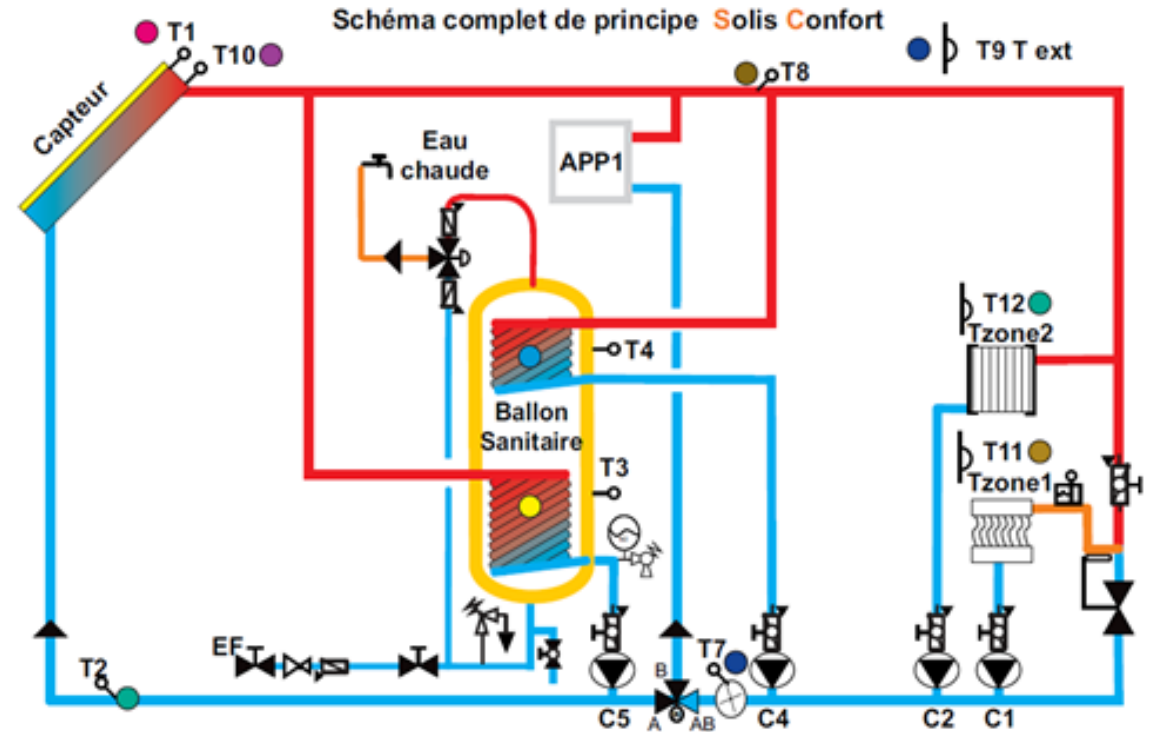 Schéma complet de principe Solis Confort
T1
T10
T8
T9 T ext
Capteur
Eau
chaude
APP1
T12
Tzone2
T4
Ballon
Sanitaire
T11
Tzone1
T3
EF
T2
T7
B
A
AB
C5
C4
C2
C1